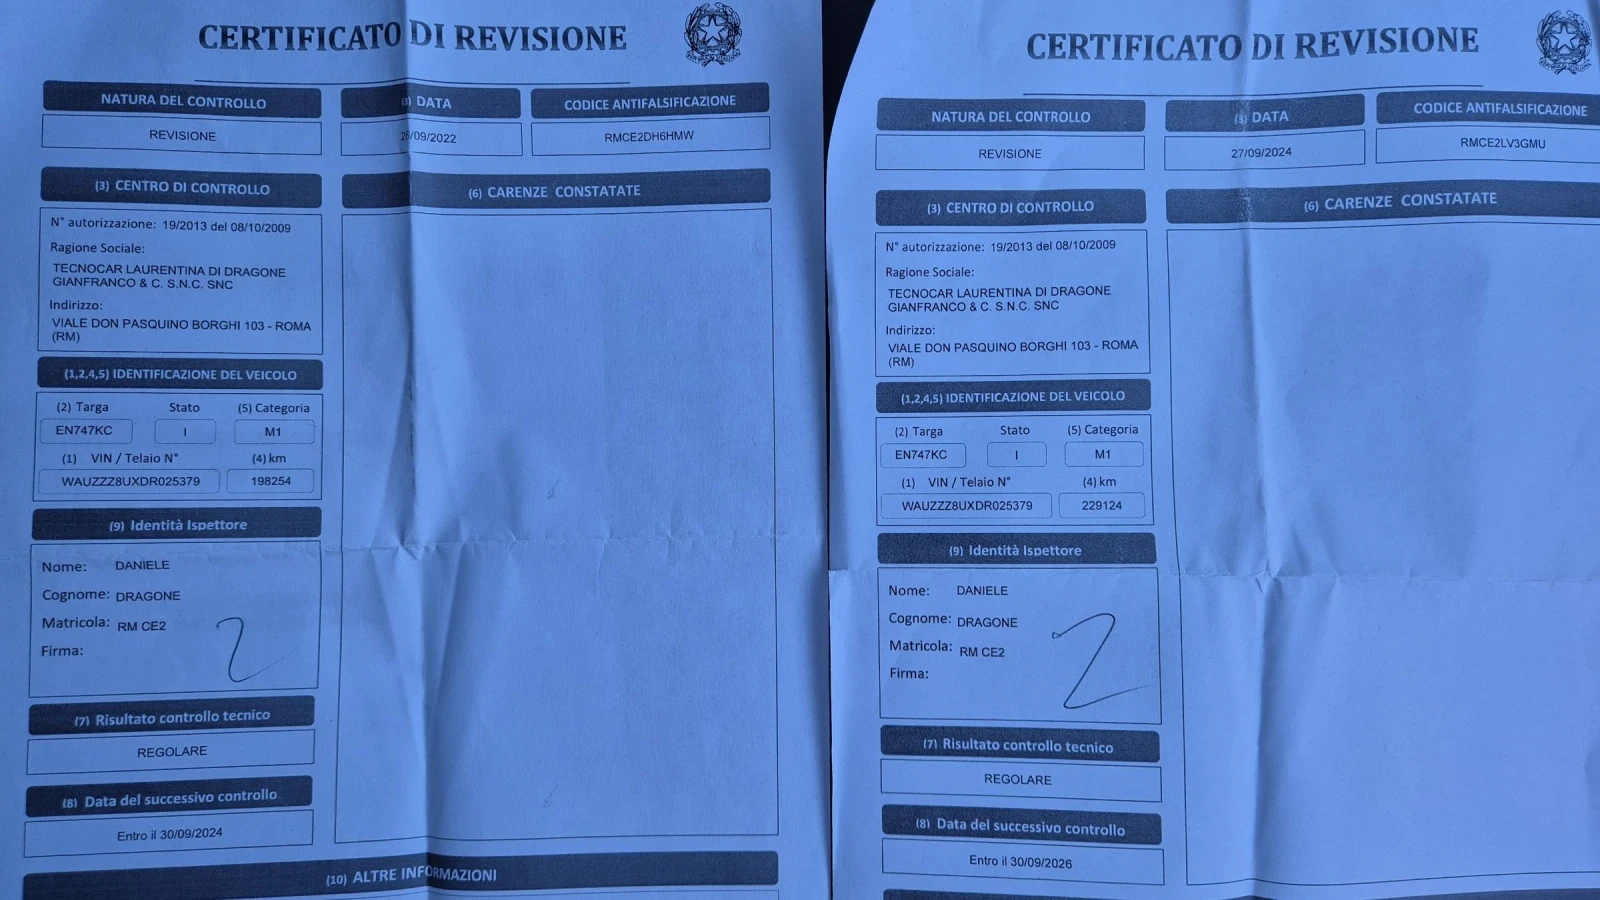 CERTIFICATO DI REVISIONE
NATURA DEL CONTROLLO
DATA
CODICE ANTIFALSIFICAZIONE
REVISIONE
26/09/2022
RMCE2DH6HMW
(3) CENTRO DI CONTROLLO
(6) CARENZE CONSTATATE
N° autorizzazione: 19/2013 del 08/10/2009
Ragione Sociale:
TECNOCAR LAURENTINA DI DRAGONE
GIANFRANCO & C. S.N.C. SNC
Indirizzo:
VIALE DON PASQUINO BORGHI 103 - ROMA
(RM)
(1,2,4,5) IDENTIFICAZIONE DEL VEICOLO
(2) Targa Stato (5) Categoria
EN747KC I M1
(1) VIN / Telaio N° (4) km
WAUZZZ8UXDR025379 198254
(9) Identità Ispettore
Nome: DANIELE
Cognome: DRAGONE
Matricola: RM CE2
Firma:
(7) Risultato controllo tecnico
REGOLARE
(8) Data del successivo controllo
Entro il 30/09/2024
(10) ALTRE INFORMAZIONI
CERTIFICATO DI REVISIONE
NATURA DEL CONTROLLO
DATA
CODICE ANTIFALSIFICAZIONE
REVISIONE
27/09/2024
RMCE2LV3GMU
(3) CENTRO DI CONTROLLO
(6) CARENZE CONSTATATE
N° autorizzazione: 19/2013 del 08/10/2009
Ragione Sociale:
TECNOCAR LAURENTINA DI DRAGONE
GIANFRANCO & C. S.N.C. SNC
Indirizzo:
VIALE DON PASQUINO BORGHI 103 - ROMA
(RM)
(1,2,4,5) IDENTIFICAZIONE DEL VEICOLO
(2) Targa Stato (5) Categoria
EN747KC I M1
(1) VIN / Telaio N° (4) km
WAUZZZ8UXDR025379 229124
(9) Identità Ispettore
Nome: DANIELE
Cognome: DRAGONE
Matricola: RM CE2
Firma:
(7) Risultato controllo tecnico
REGOLARE
(8) Data del successivo controllo
Entro il 30/09/2026